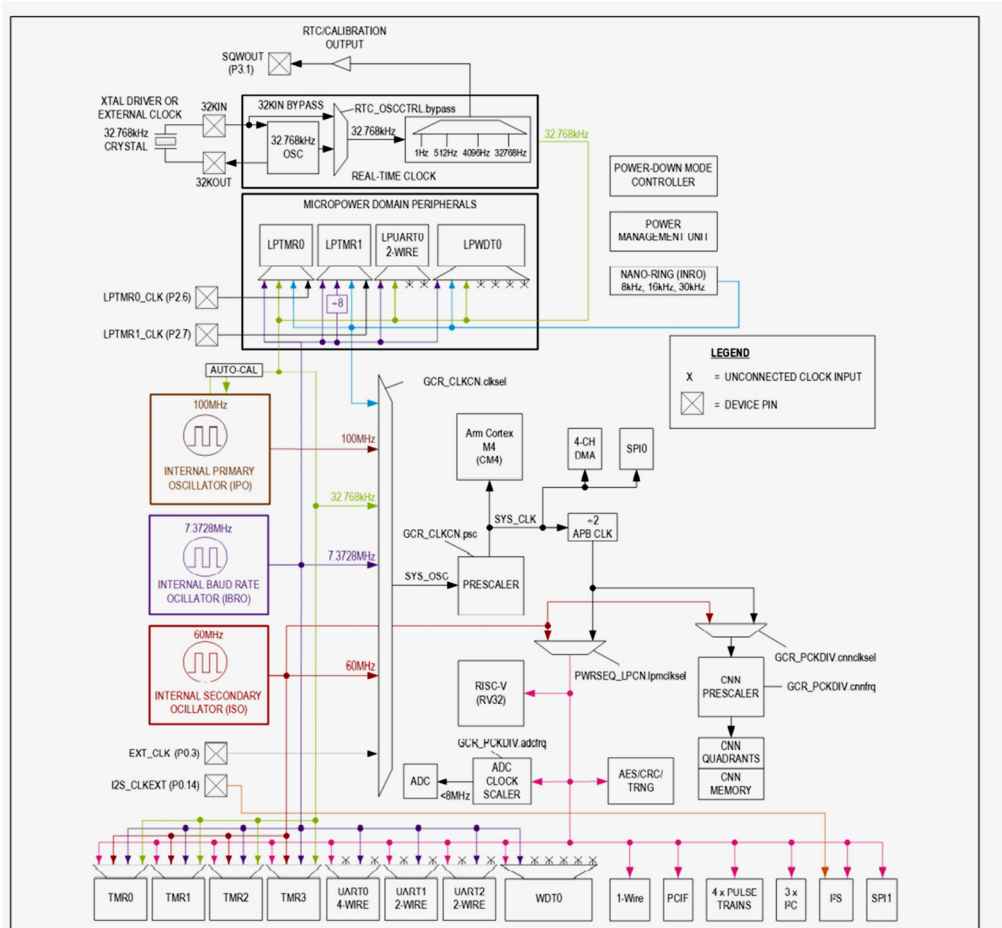 RTC/CALIBRATION
OUTPUT
SQWOUT
(P3.1)
XTAL DRIVER OR
EXTERNAL CLOCK
32KIN
32KIN BYPASS
RTC_OSCCTRL.bypass
32.768kHz
CRYSTAL
32.768kHz
OSC
32.768kHz
1Hz 512Hz 4096Hz 32768Hz
32.768kHz
32KOUT
REAL-TIME CLOCK
POWER-DOWN MODE
CONTROLLER
MICROPOWER DOMAIN PERIPHERALS
POWER
MANAGEMENT UNIT
LPTMR0
LPTMR1
LPUART0
2-WIRE
LPWDT0
NANO-RING (INRO)
8kHz, 16kHz, 30kHz
LPTMR0_CLK (P2.6)
÷8
LPTMR1_CLK (P2.7)
LEGEND
X = UNCONNECTED CLOCK INPUT
= DEVICE PIN
AUTO-CAL
GCR_CLKCN.clksel
100MHz
INTERNAL PRIMARY
OSCILLATOR (IPO)
100MHz
Arm Cortex
M4
(CM4)
4-CH
DMA
SPI0
32.768kHz
SYS_CLK
÷2
APB CLK
GCR_CLKCN.psc
7.3728MHz
INTERNAL BAUD RATE
OCILLATOR (IBRO)
7.3728MHz
SYS_OSC
PRESCALER
60MHz
INTERNAL SECONDARY
OCILLATOR (ISO)
60MHz
GCR_PCKDIV.cnnclksel
PWRSEQ_LPCN.lpmclksel
RISC-V
(RV32)
CNN
PRESCALER
GCR_PCKDIV.cnnfrq
GCR_PCKDIV.adcfrq
EXT_CLK (P0.3)
CNN
QUADRANTS
CNN
MEMORY
I2S_CLKEXT (P0.14)
ADC
<8MHz
ADC
CLOCK
SCALER
AES/CRC/
TRNG
TMR0
TMR1
TMR2
TMR3
UART0
4-WIRE
UART1
2-WIRE
UART2
2-WIRE
WDT0
1-Wire
PCIF
4 x PULSE
TRAINS
3 x
I²C
I²S
SPI1